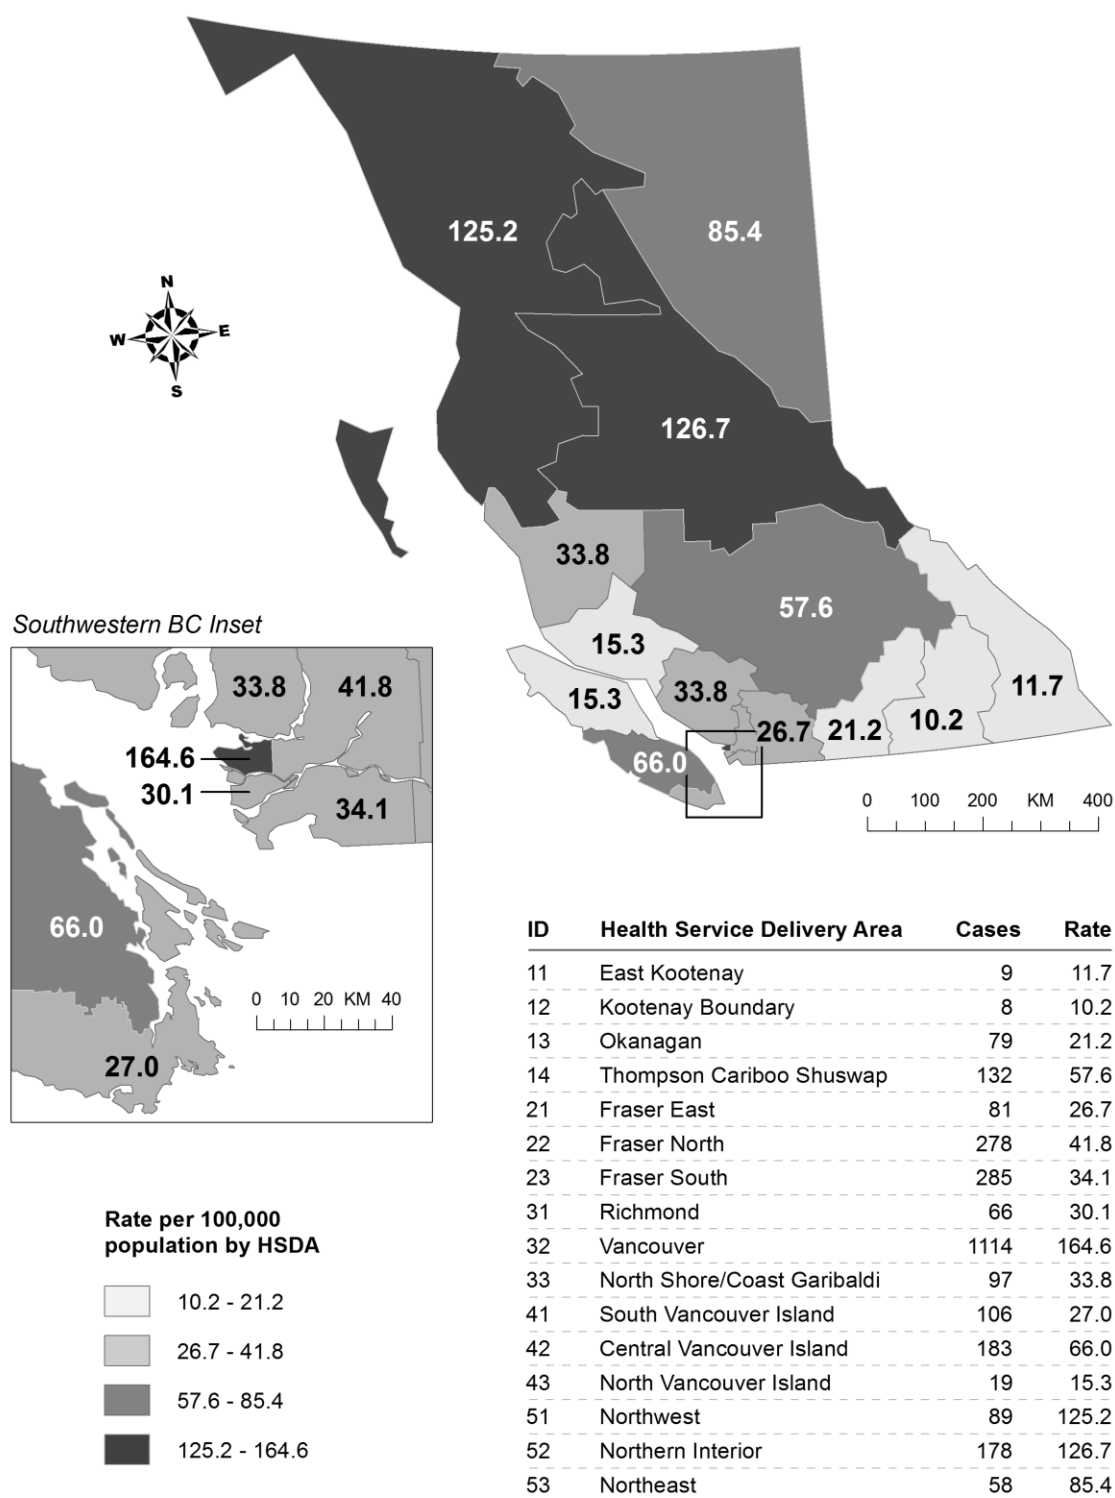 125.2
85.4
N
W
E
S
126.7
33.8
57.6
15.3
15.3
33.8
26.7
21.2
10.2
11.7
66.0
0 100 200 KM 400
Southwestern BC Inset
33.8
41.8
164.6
30.1
34.1
66.0
0 10 20 KM 40
27.0
Rate per 100,000
population by HSDA
10.2 - 21.2
26.7 - 41.8
57.6 - 85.4
125.2 - 164.6
ID Health Service Delivery Area Cases Rate
11 East Kootenay 9 11.7
12 Kootenay Boundary 8 10.2
13 Okanagan 79 21.2
14 Thompson Cariboo Shuswap 132 57.6
21 Fraser East 81 26.7
22 Fraser North 278 41.8
23 Fraser South 285 34.1
31 Richmond 66 30.1
32 Vancouver 1114 164.6
33 North Shore/Coast Garibaldi 97 33.8
41 South Vancouver Island 106 27.0
42 Central Vancouver Island 183 66.0
43 North Vancouver Island 19 15.3
51 Northwest 89 125.2
52 Northern Interior 178 126.7
53 Northeast 58 85.4